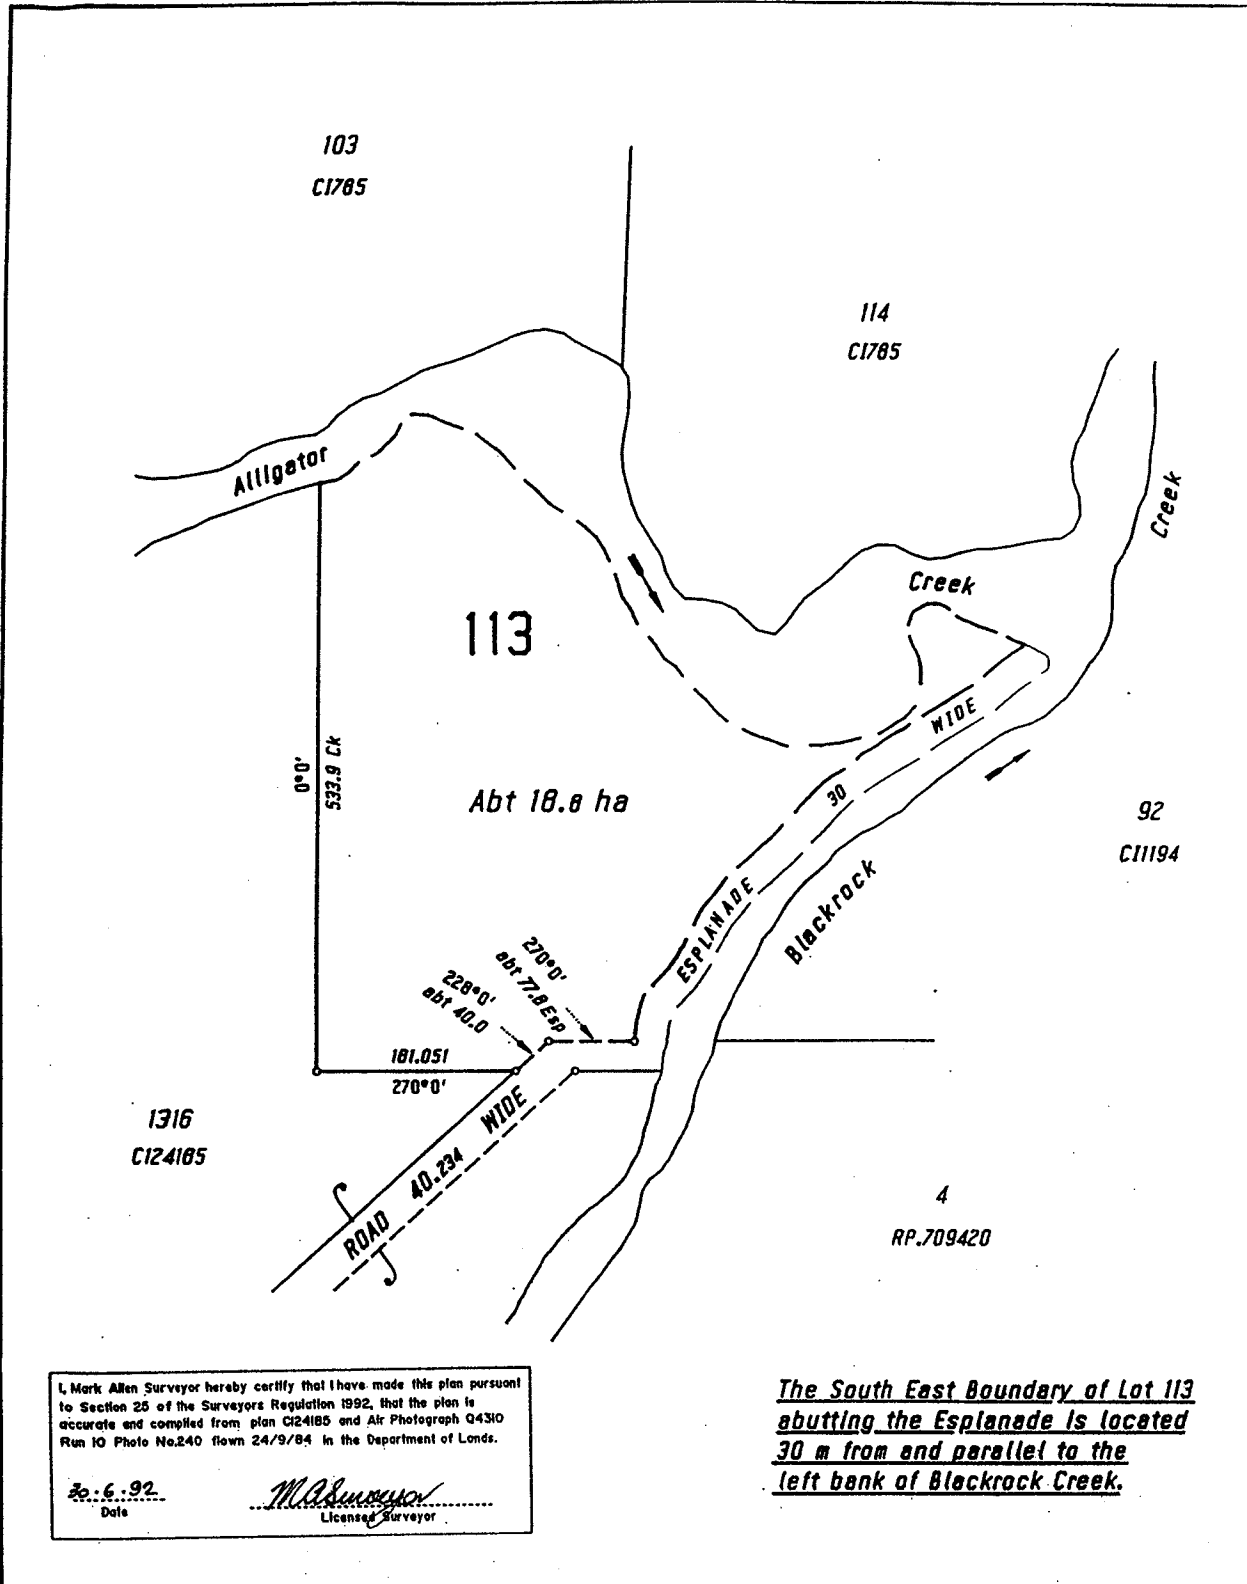 103
CI785
114
CI785
Alligator
Creek
Creek
113
WIDE
0°0'
533.9 Ck
Abt 18.8 ha
30
92
CI1194
ESPLANADE
Blackrock
270°0'
abt 77.8 Esp
228°0'
abt 40.0
181.051
270°0'
1316
CI24185
ROAD 40.234 WIDE
4
RP.709420
I, Mark Allen Surveyor hereby certify that I have made this plan pursuant
to Section 25 of the Surveyors Regulation 1992, that the plan is
accurate and compiled from plan CI24185 and Air Photograph Q4310
Run 10 Photo No.240 flown 24/9/84 in the Department of Lands.
30.6.92
Date
MASurveyor
Licensed Surveyor
The South East Boundary of Lot 113
abutting the Esplanade is located
30 m from and parallel to the
left bank of Blackrock Creek.